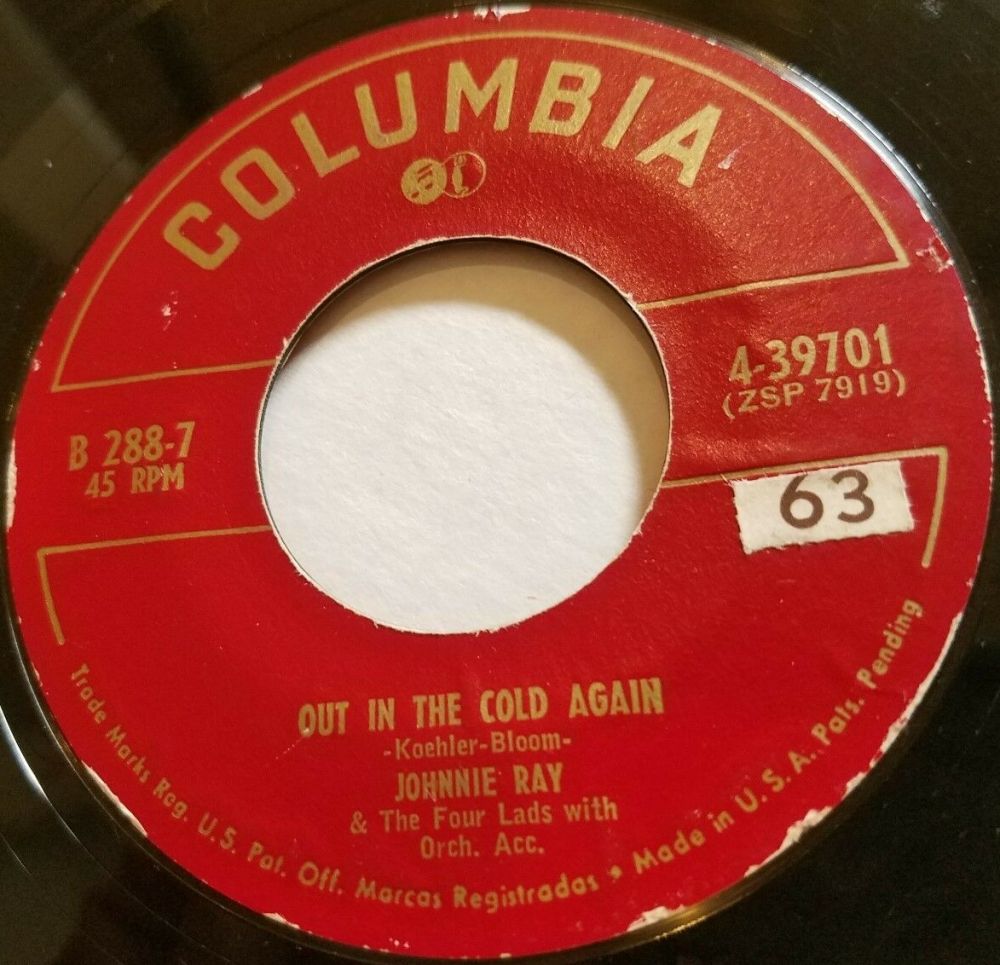 COLUMBIA
4-39701
(ZSP 7919)
B 288-7
45 RPM
63
OUT IN THE COLD AGAIN
-Koehler-Bloom-
JOHNNIE RAY
& The Four Lads with
Orch. Acc.
Trade Marks Reg. U.S. Pat. Off. Marcas Registradas • Made in U.S.A. Pats. Pending